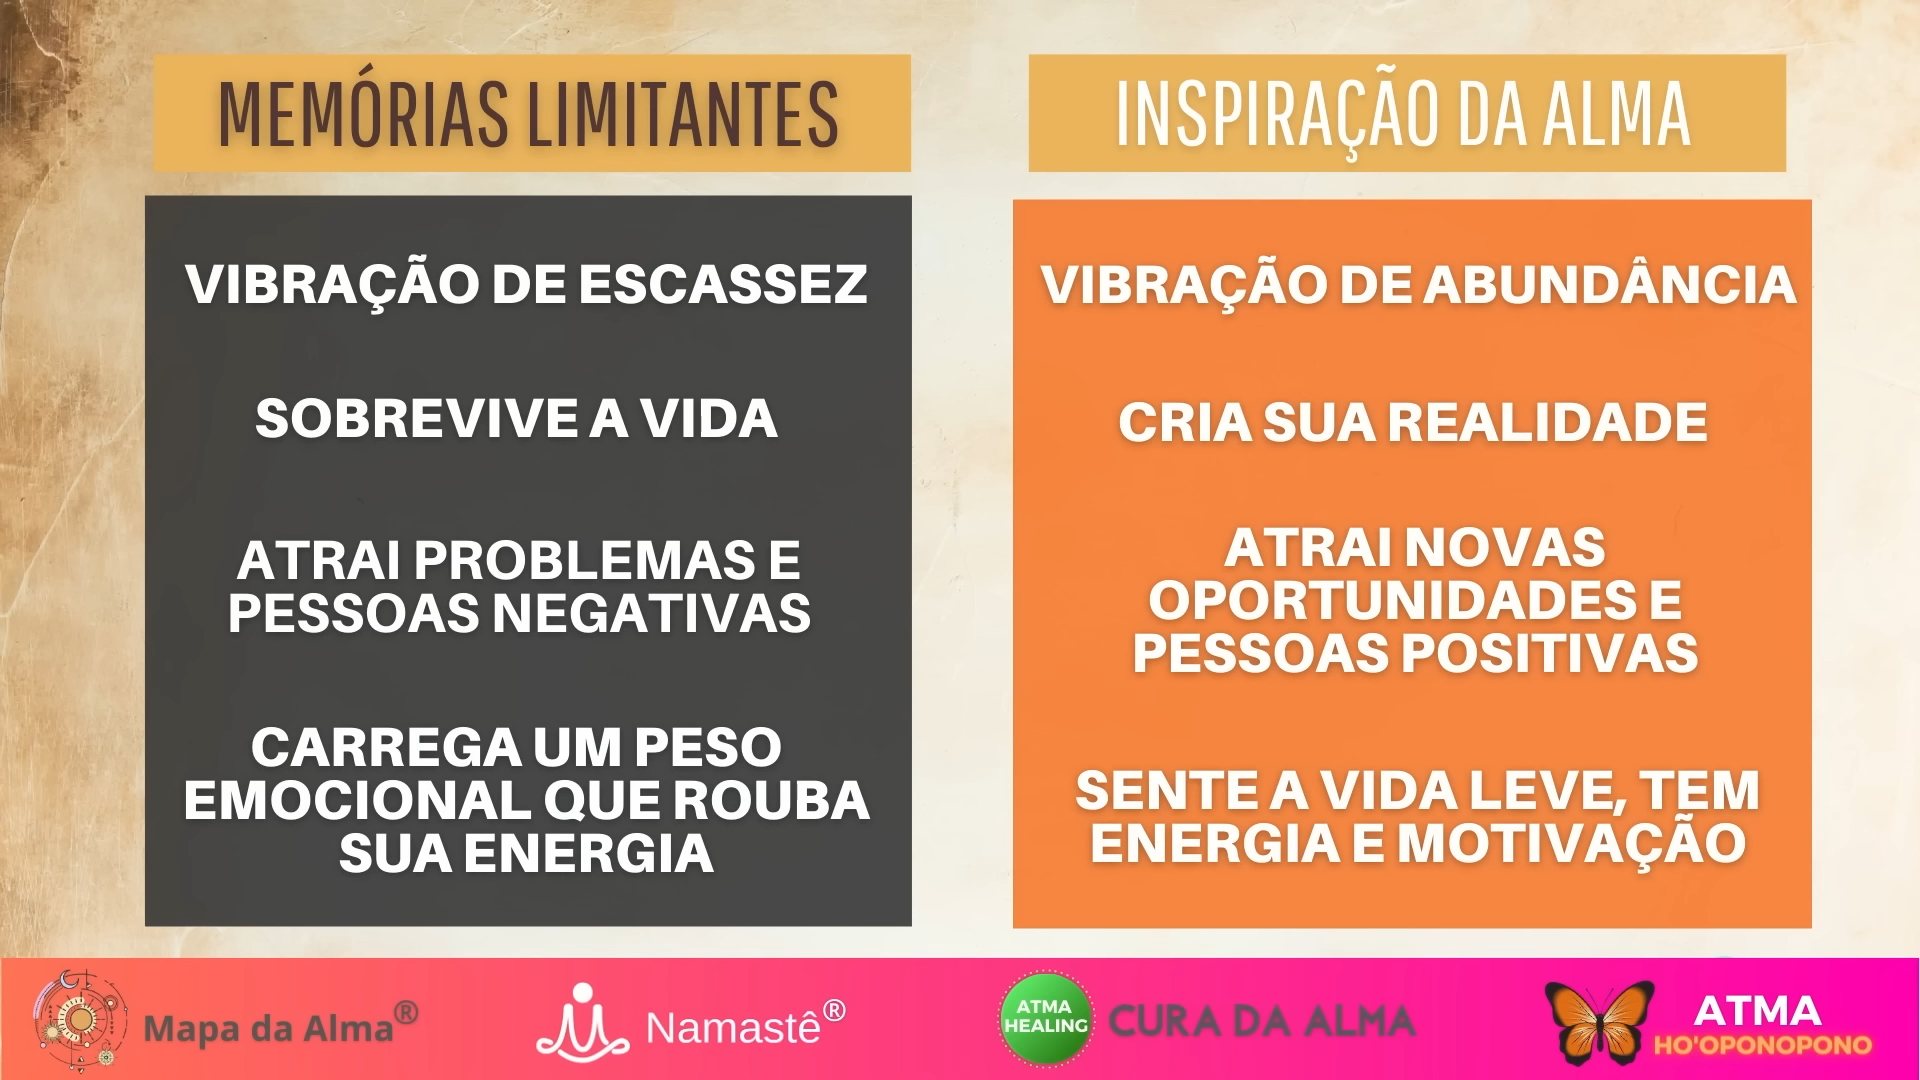 MEMÓRIAS LIMITANTES
VIBRAÇÃO DE ESCASSEZ
SOBREVIVE A VIDA
ATRAI PROBLEMAS E
PESSOAS NEGATIVAS
CARREGA UM PESO
EMOCIONAL QUE ROUBA
SUA ENERGIA
INSPIRAÇÃO DA ALMA
VIBRAÇÃO DE ABUNDÂNCIA
CRIA SUA REALIDADE
ATRAI NOVAS
OPORTUNIDADES E
PESSOAS POSITIVAS
SENTE A VIDA LEVE, TEM
ENERGIA E MOTIVAÇÃO
Mapa da Alma®
Namastê®
ATMA
HEALING
CURA DA ALMA
ATMA
HO'OPONOPONO